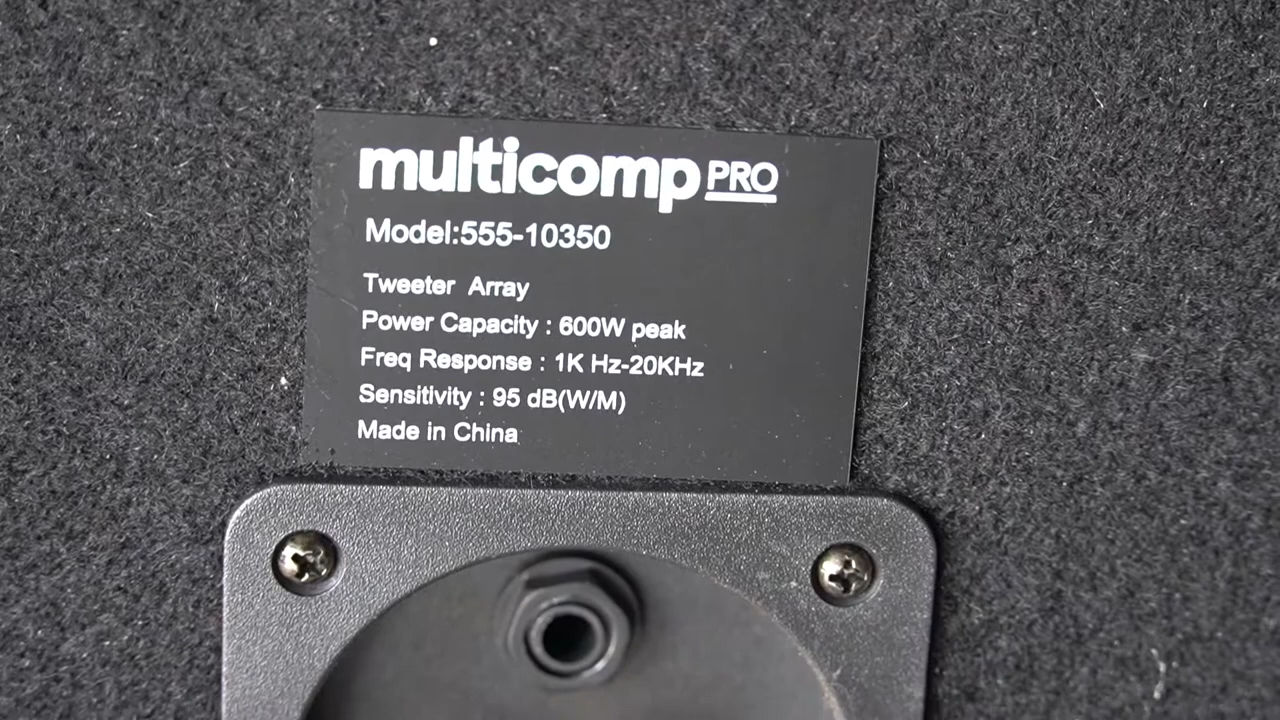 multicomp PRO
Model:555-10350
Tweeter Array
Power Capacity : 600W peak
Freq Response : 1K Hz-20KHz
Sensitivity : 95 dB(W/M)
Made in China